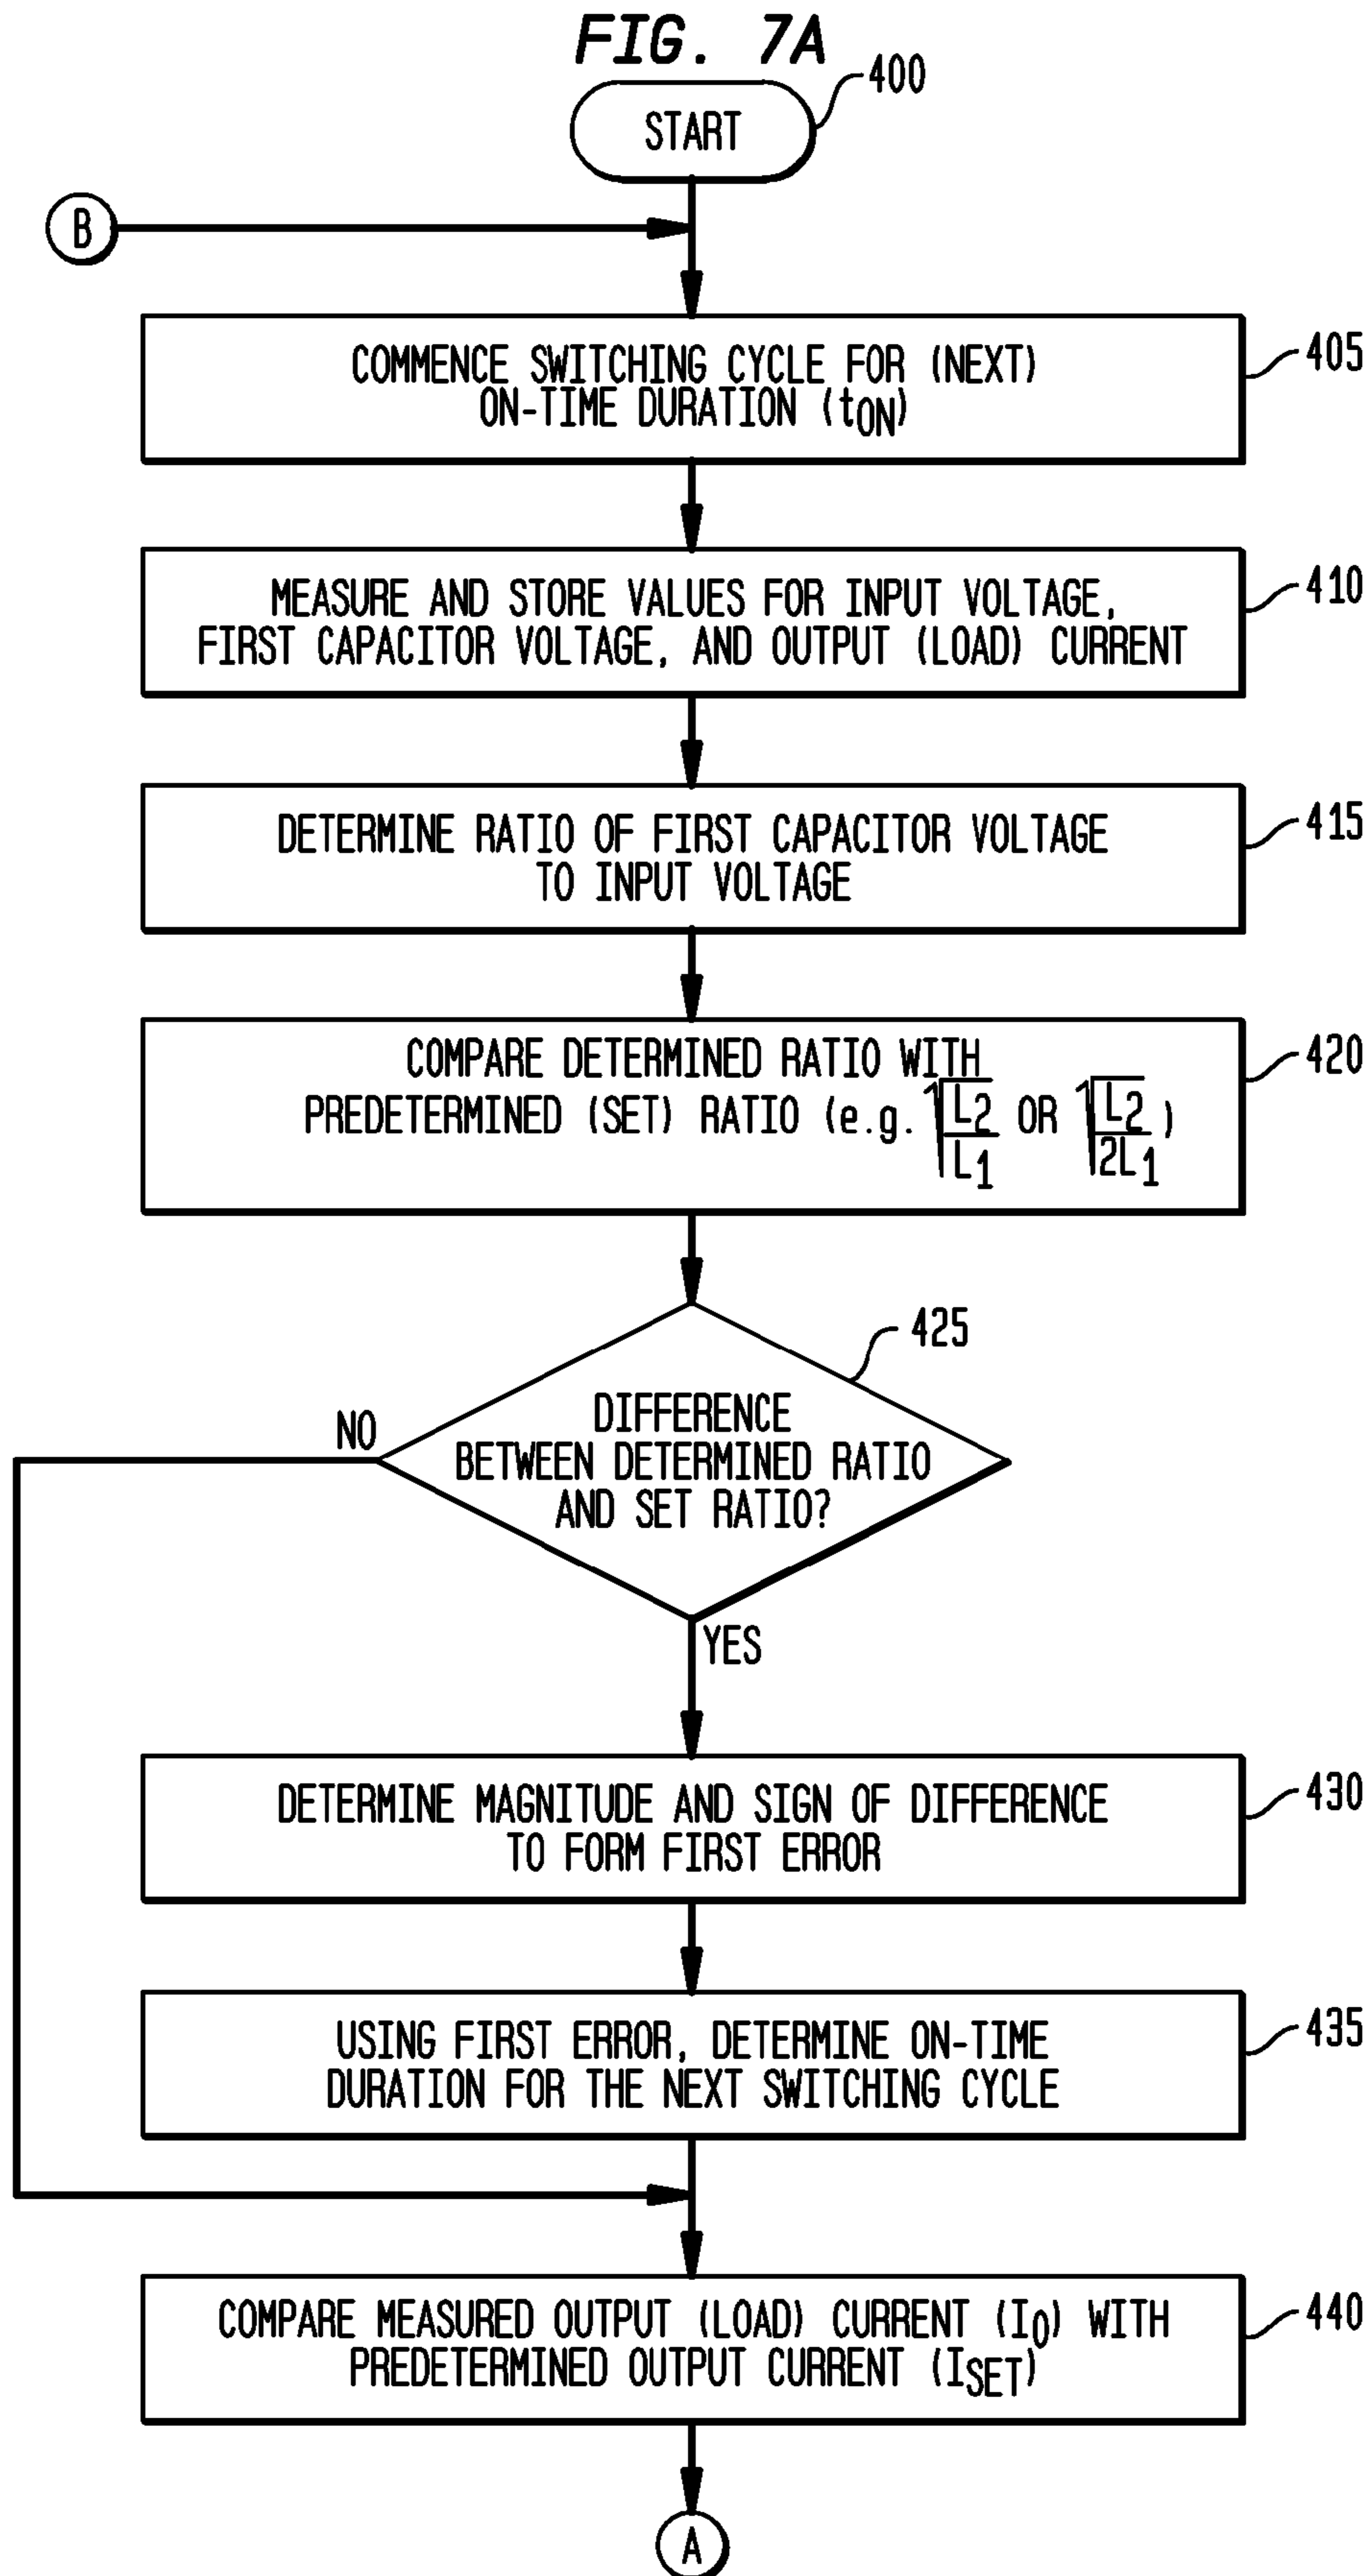 FIG. 7A
400
START
B
COMMENCE SWITCHING CYCLE FOR (NEXT)
ON-TIME DURATION (tON)
405
MEASURE AND STORE VALUES FOR INPUT VOLTAGE,
FIRST CAPACITOR VOLTAGE, AND OUTPUT (LOAD) CURRENT
410
DETERMINE RATIO OF FIRST CAPACITOR VOLTAGE
TO INPUT VOLTAGE
415
COMPARE DETERMINED RATIO WITH
PREDETERMINED (SET) RATIO (e.g. √(L2/L1) OR √(L2/2L1) )
420
425
DIFFERENCE
BETWEEN DETERMINED RATIO
AND SET RATIO?
NO
YES
DETERMINE MAGNITUDE AND SIGN OF DIFFERENCE
TO FORM FIRST ERROR
430
USING FIRST ERROR, DETERMINE ON-TIME
DURATION FOR THE NEXT SWITCHING CYCLE
435
COMPARE MEASURED OUTPUT (LOAD) CURRENT (IO) WITH
PREDETERMINED OUTPUT CURRENT (ISET)
440
A